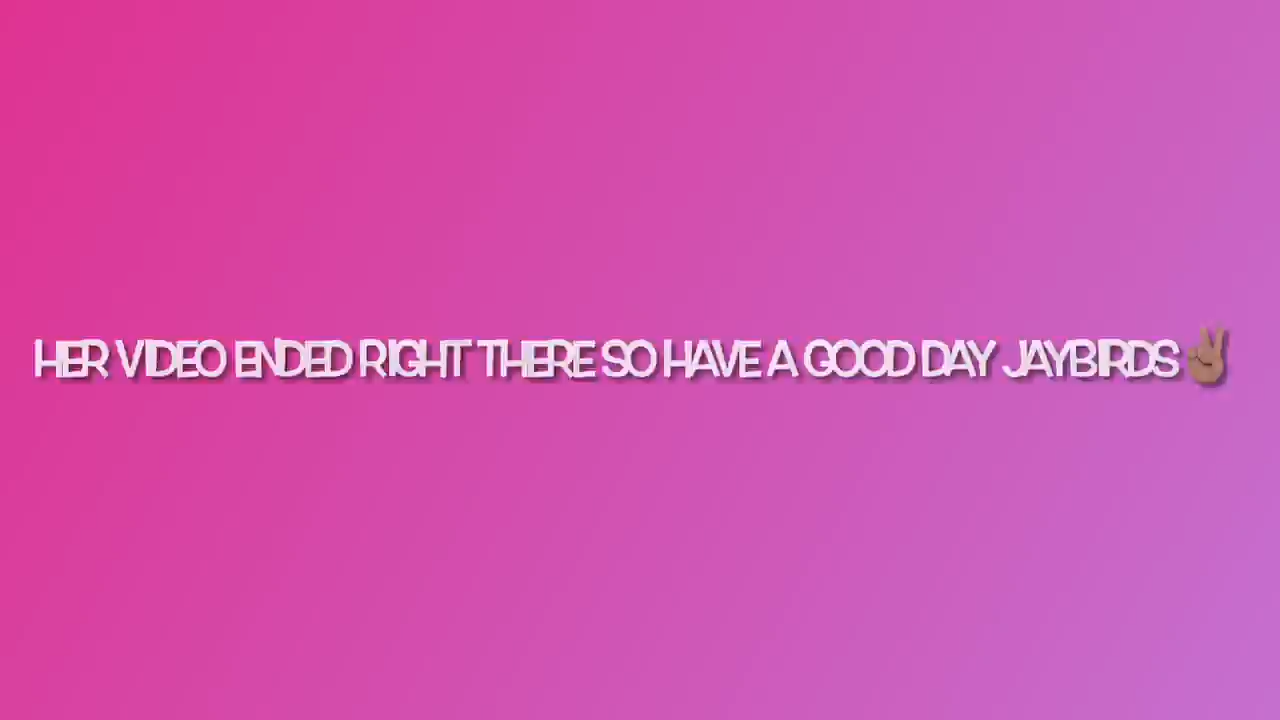 HER VIDEO ENDED RIGHT THERE SO HAVE A GOOD DAY JAYBIRDS ✌🏽